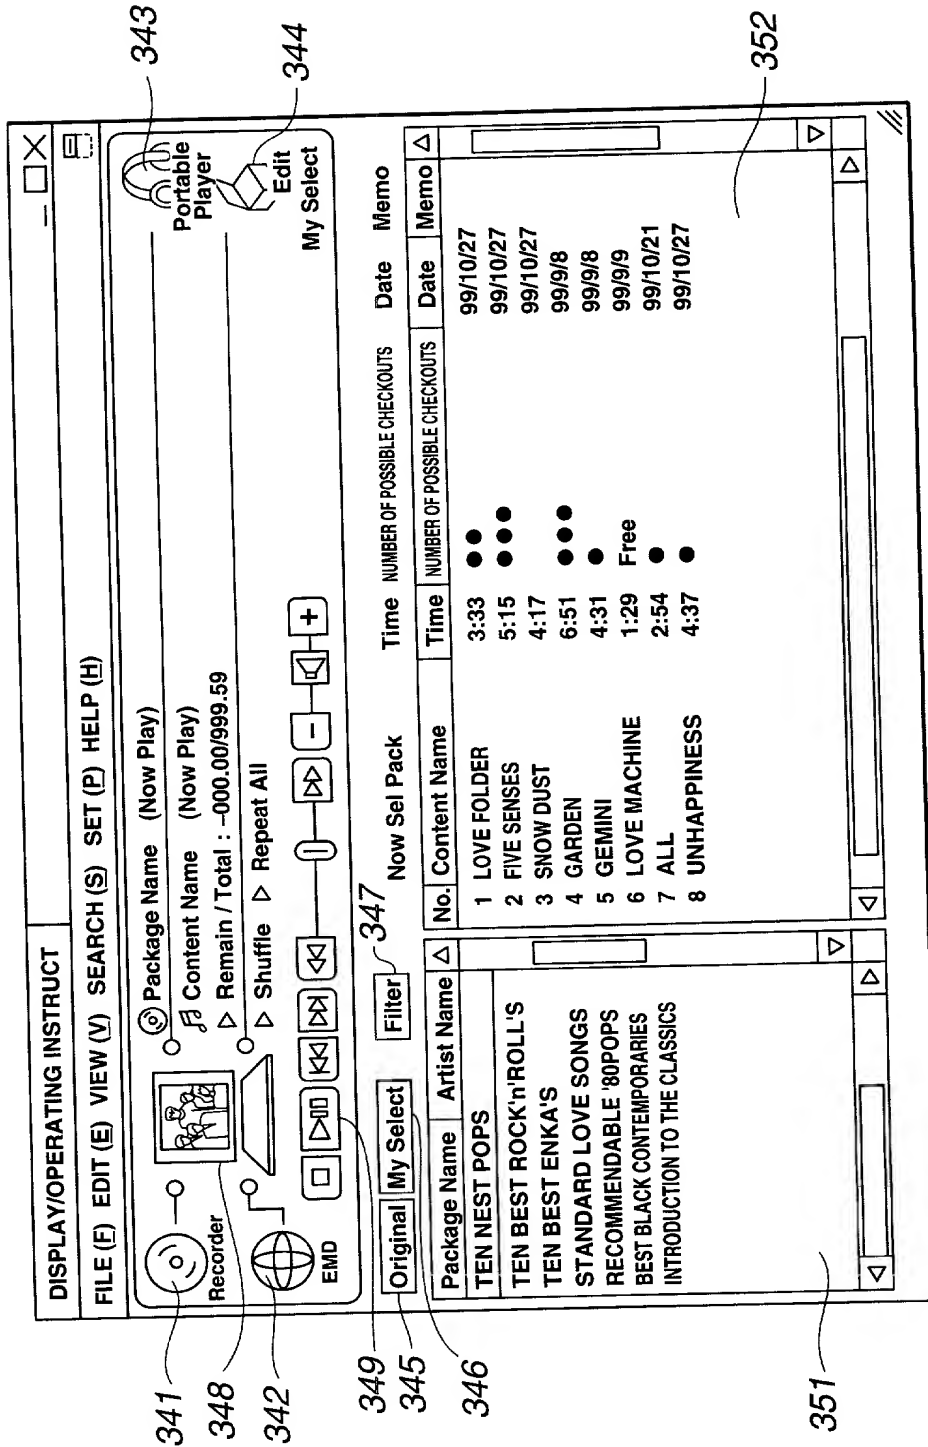 DISPLAY/OPERATING INSTRUCT
FILE (F) EDIT (E) VIEW (V) SEARCH (S) SET (P) HELP (H)
341
Recorder
348
342
EMD
Package Name (Now Play)
Content Name (Now Play)
Remain / Total : –000.00/999.59
Shuffle Repeat All
343
Portable
Player
344
Edit
My Select
349
345
346
Original My Select Filter 347
Now Sel Pack Time NUMBER OF POSSIBLE CHECKOUTS Date Memo
Package Name Artist Name
TEN NEST POPS
TEN BEST ROCK'n'ROLL'S
TEN BEST ENKA'S
STANDARD LOVE SONGS
RECOMMENDABLE '80POPS
BEST BLACK CONTEMPORARIES
INTRODUCTION TO THE CLASSICS
351
No. Content Name Time NUMBER OF POSSIBLE CHECKOUTS Date Memo
1 LOVE FOLDER 3:33 ●● 99/10/27
2 FIVE SENSES 5:15 ●●● 99/10/27
3 SNOW DUST 4:17 99/10/27
4 GARDEN 6:51 ●●● 99/9/8
5 GEMINI 4:31 ● 99/9/8
6 LOVE MACHINE 1:29 Free 99/9/9
7 ALL 2:54 ● 99/10/21
8 UNHAPPINESS 4:37 ● 99/10/27
352